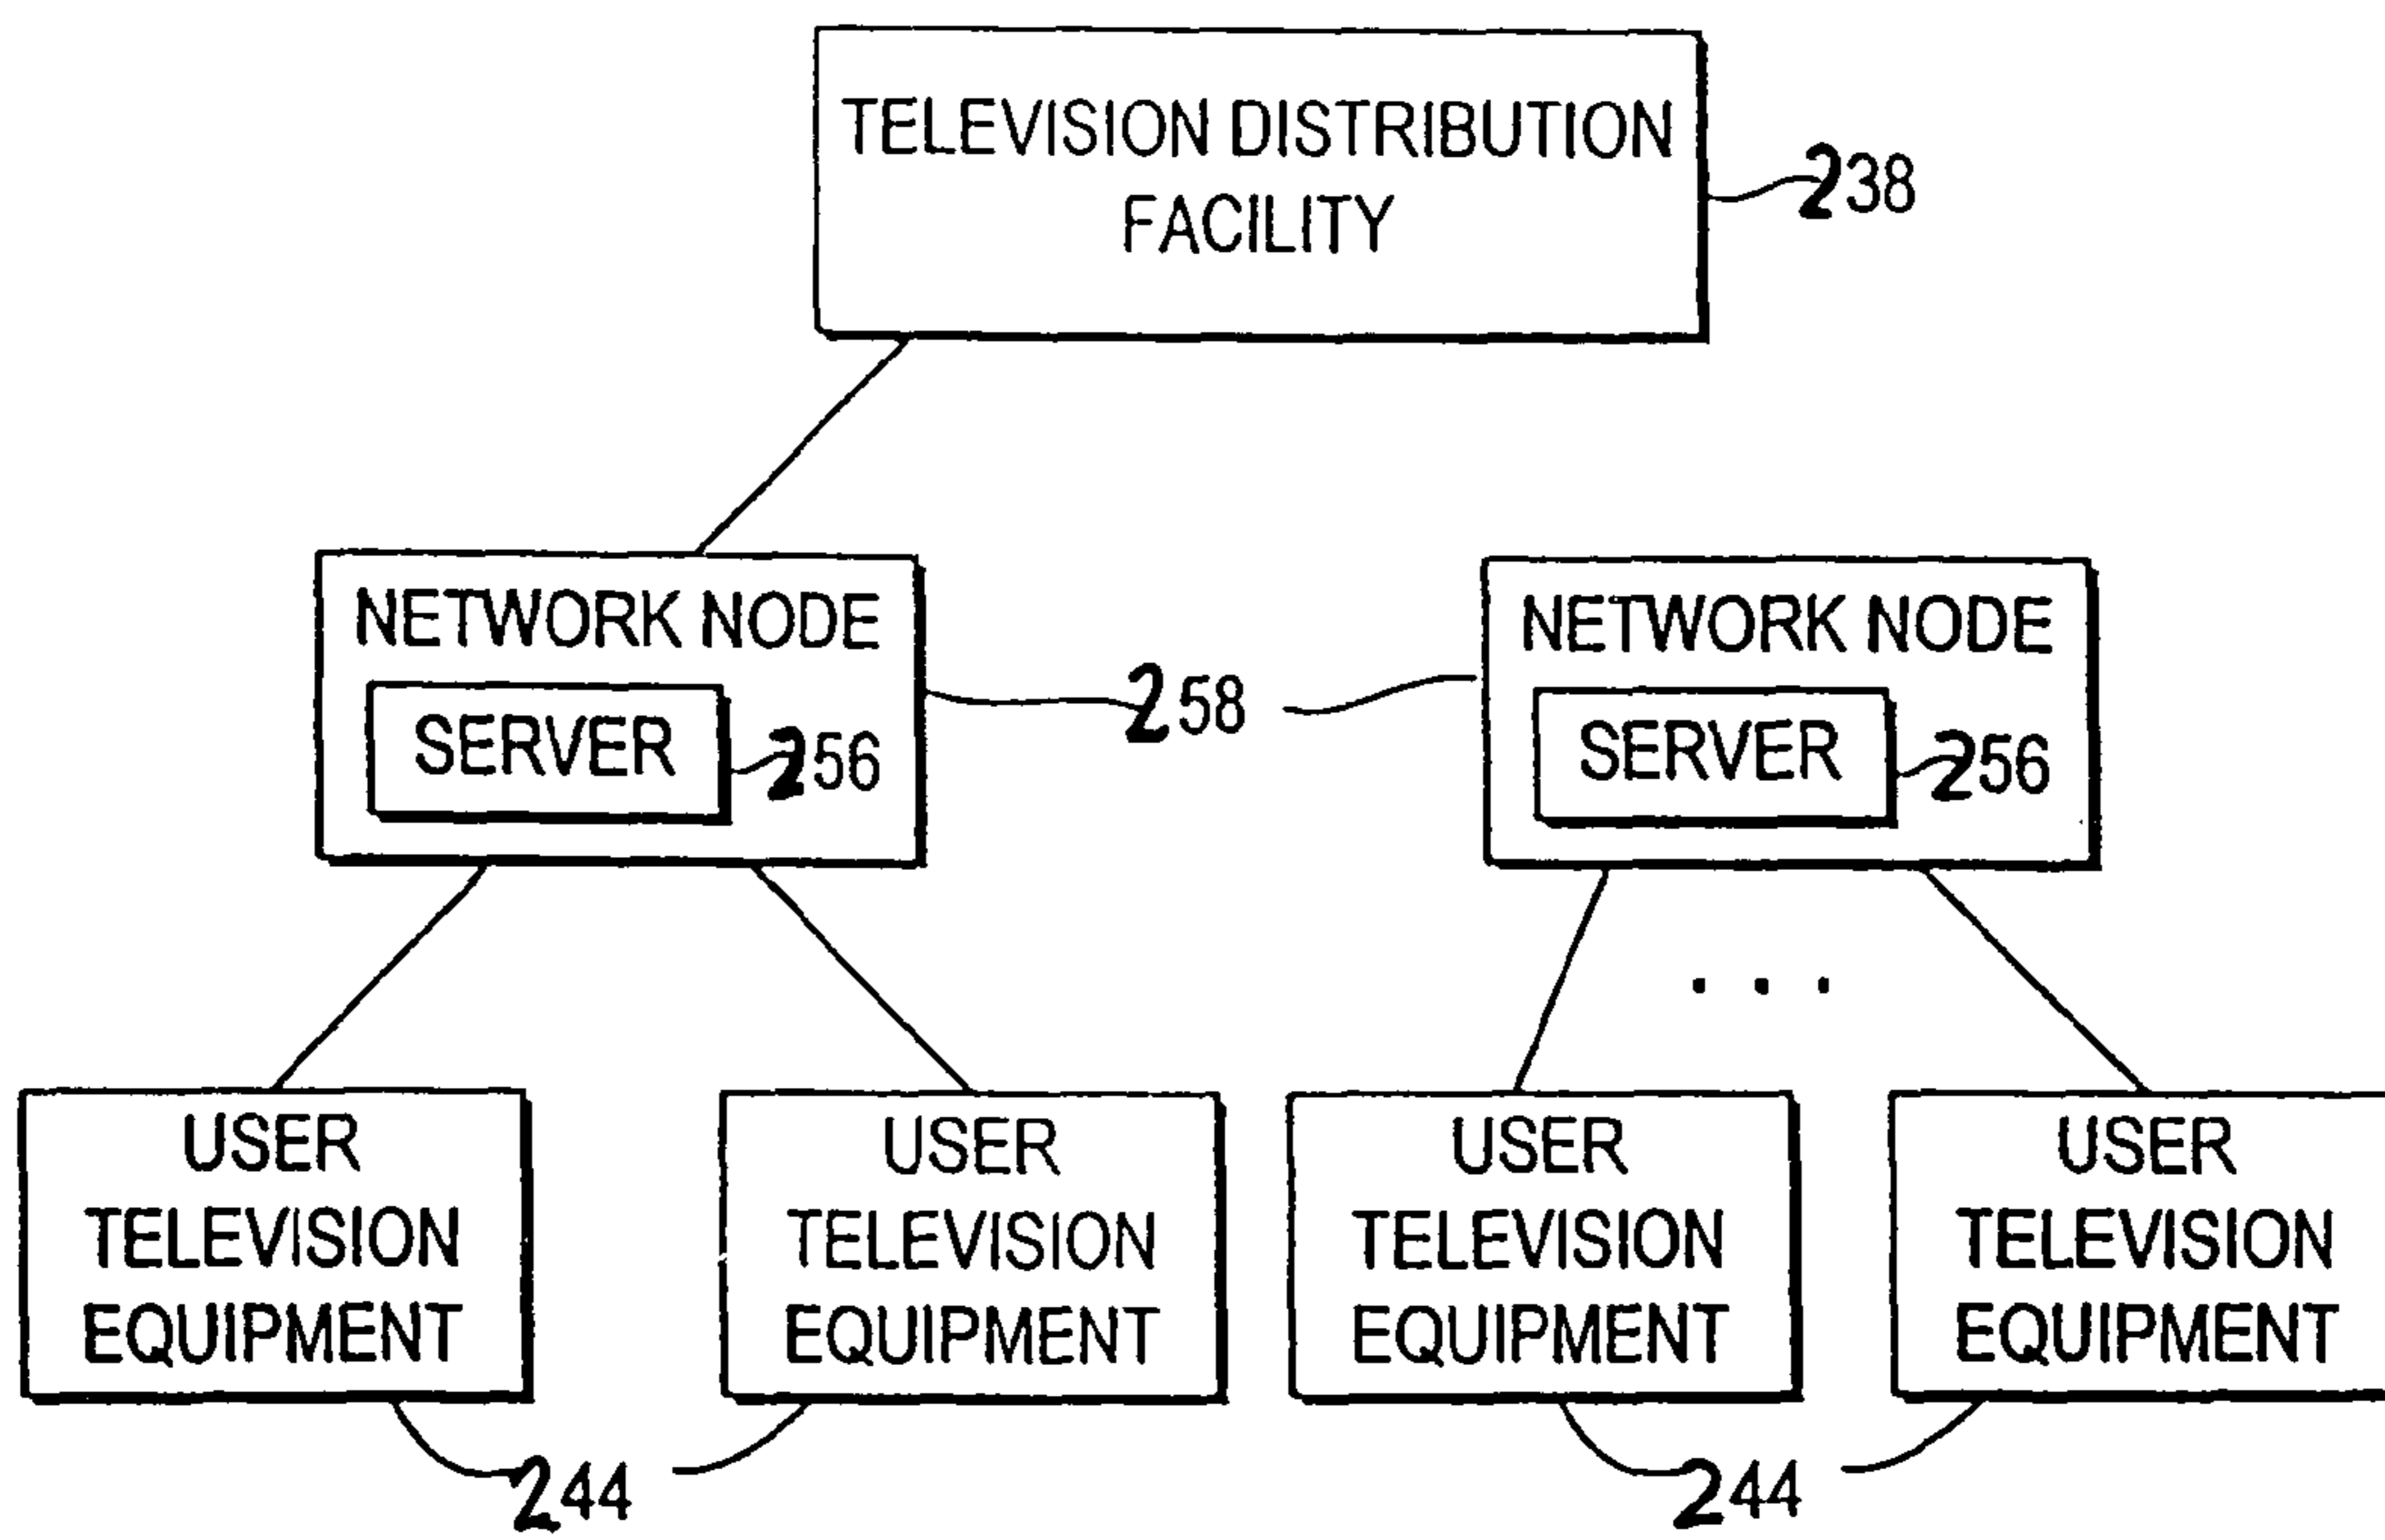 TELEVISION DISTRIBUTION
FACILITY
238
NETWORK NODE
SERVER
256
258
NETWORK NODE
SERVER
256
. . .
USER
TELEVISION
EQUIPMENT
USER
TELEVISION
EQUIPMENT
244
USER
TELEVISION
EQUIPMENT
USER
TELEVISION
EQUIPMENT
244